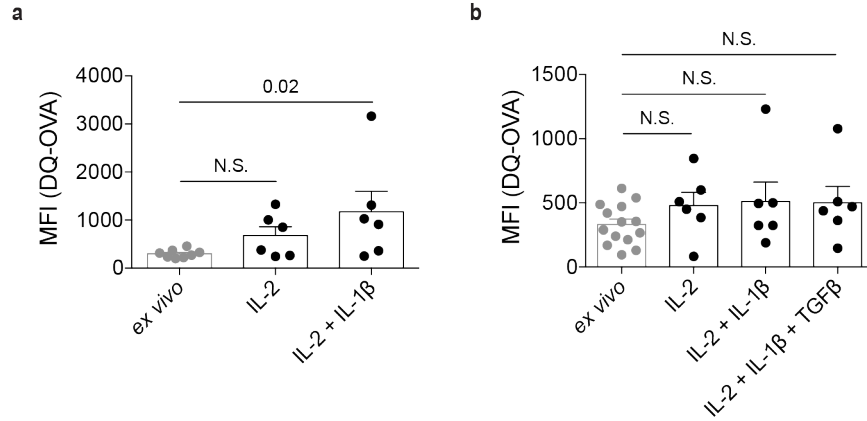 a
MFI (DQ-OVA)
4000
3000
2000
1000
0
0.02
N.S.
ex vivo
IL-2
IL-2 + IL-1β
b
MFI (DQ-OVA)
1500
1000
500
0
N.S.
N.S.
N.S.
ex vivo
IL-2
IL-2 + IL-1β
IL-2 + IL-1β + TGFβ